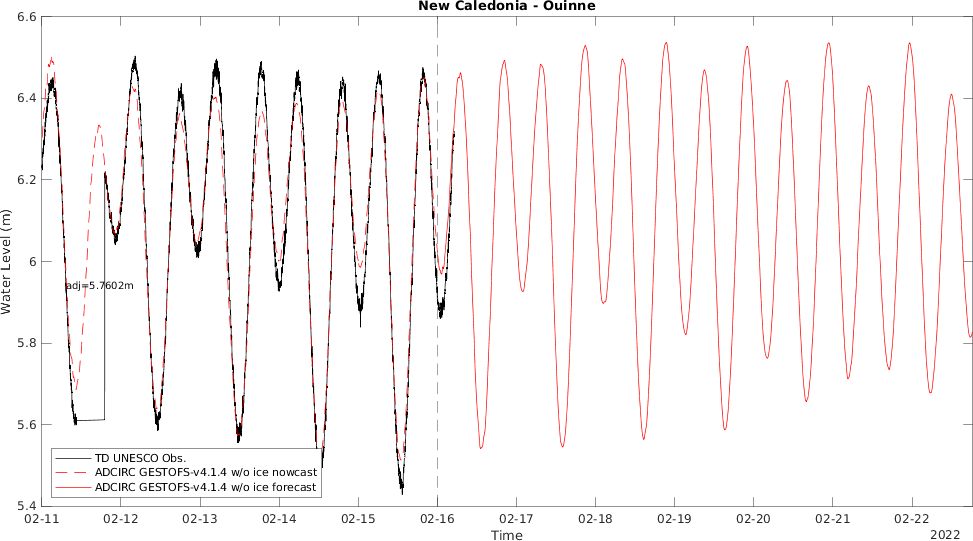 New Caledonia - Ouinne
6.6
6.4
6.2
6
5.8
5.6
5.4
Water Level (m)
adj=5.7602m
TD UNESCO Obs.
ADCIRC GESTOFS-v4.1.4 w/o ice nowcast
ADCIRC GESTOFS-v4.1.4 w/o ice forecast
02-11 02-12 02-13 02-14 02-15 02-16 02-17 02-18 02-19 02-20 02-21 02-22
Time
2022